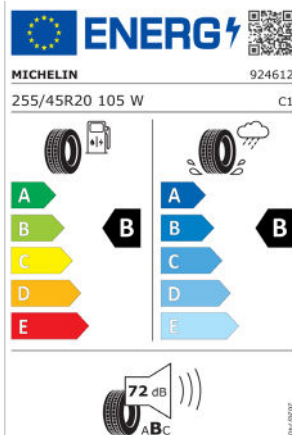 ENERG
MICHELIN 924612
255/45R20 105 W C1
A A
B B B B
C C
D D
E E
72 dB
ABC